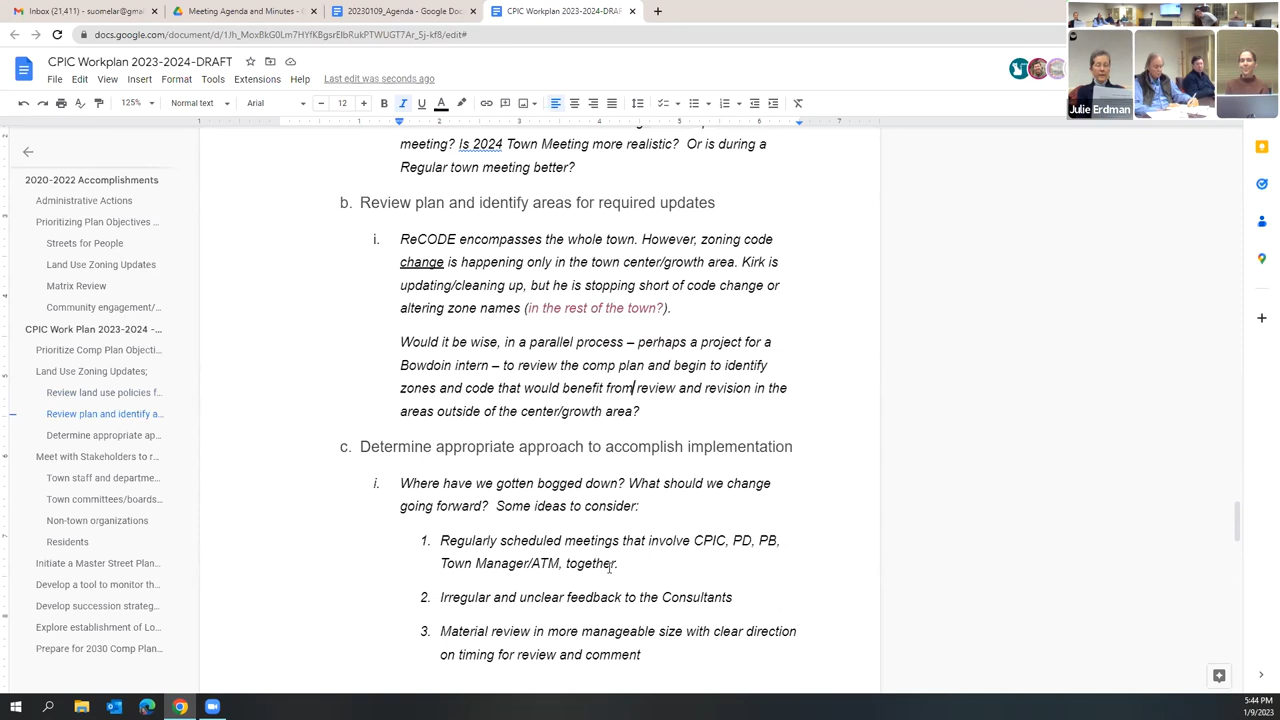 Inbox (21,411) - suomelar@gmail
Meeting Agenda and Minutes - G
20230109_Agenda - Google Docs
CPIC Workplan 2023-2024-DRAFT
docs.google.com/document/d/1Jh_MoxBkG0Lm7HYfKBgsrElbRukPTWUGT7Ar_5j-kf8/edit#
CPIC Workplan 2023-2024-DRAFT
File Edit View Insert Format Tools Extensions Help Last edit was seconds ago
125% Normal text Arial 12
Julie Erdman
2020-2022 Accomplishments
Administrative Actions
Prioritizing Plan Objectives ...
Streets for People
Land Use Zoning Updates
Matrix Review
Community engagement/...
CPIC Work Plan 2023-2024 -...
Prioritize Comp Plan Objecti...
Land Use Zoning Updates;
Review land use policies f...
Review plan and identify a...
Determine appropriate ap...
Meet with Stakeholders to r...
Town staff and departme...
Town committees/boards...
Non-town organizations
Residents
Initiate a Master Street Plan...
Develop a tool to monitor th...
Develop succession strateg...
Explore establishment of Lo...
Prepare for 2030 Comp Plan...
meeting? Is 2024 Town Meeting more realistic? Or is during a
Regular town meeting better?
b. Review plan and identify areas for required updates
i. ReCODE encompasses the whole town. However, zoning code
change is happening only in the town center/growth area. Kirk is
updating/cleaning up, but he is stopping short of code change or
altering zone names (in the rest of the town?).
Would it be wise, in a parallel process – perhaps a project for a
Bowdoin intern – to review the comp plan and begin to identify
zones and code that would benefit from review and revision in the
areas outside of the center/growth area?
c. Determine appropriate approach to accomplish implementation
i. Where have we gotten bogged down? What should we change
going forward? Some ideas to consider:
1. Regularly scheduled meetings that involve CPIC, PD, PB,
Town Manager/ATM, together.
2. Irregular and unclear feedback to the Consultants
3. Material review in more manageable size with clear direction
on timing for review and comment
5:44 PM
1/9/2023